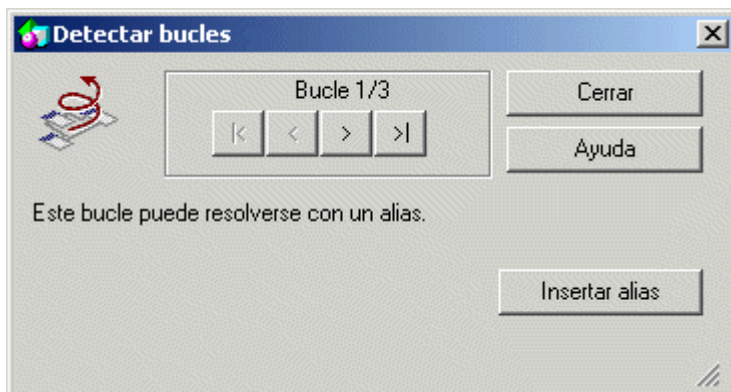 Detectar bucles
Bucle 1/3
|< < > >|
Cerrar
Ayuda
Este bucle puede resolverse con un alias.
Insertar alias